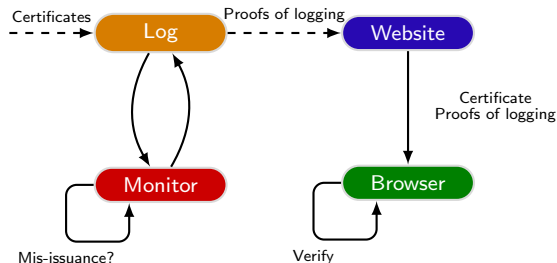 Certificates
Proofs of logging
Log
Website
Certificate
Proofs of logging
Monitor
Browser
Mis-issuance?
Verify